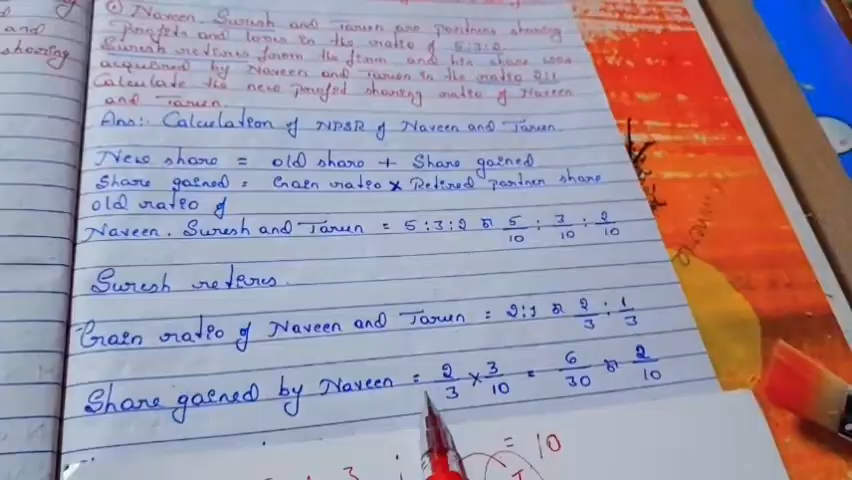 and
sharing
Naveen, Suresh and Tarun are partners sharing
Profits and loses in the ratio of 5:3:2.
Suresh retires from the firm and his share was
acquired by Naveen and Tarun in the ratio 2:1.
Calculate the new profit sharing ratio of Naveen
and Tarun.
Ans:- Calculation of NPSR of Naveen and Tarun.
New share = old share + Share gained
Share gained = Gain ratio × Retired partner share
old ratio of
Naveen, Suresh and Tarun = 5:3:2 or 5/10 : 3/10 : 2/10
Suresh retires.
Gain ratio of Naveen and Tarun = 2:1 or 2/3 : 1/3
Share gained by Naveen = 2/3 × 3/10 = 6/30 or 2/10
= 10